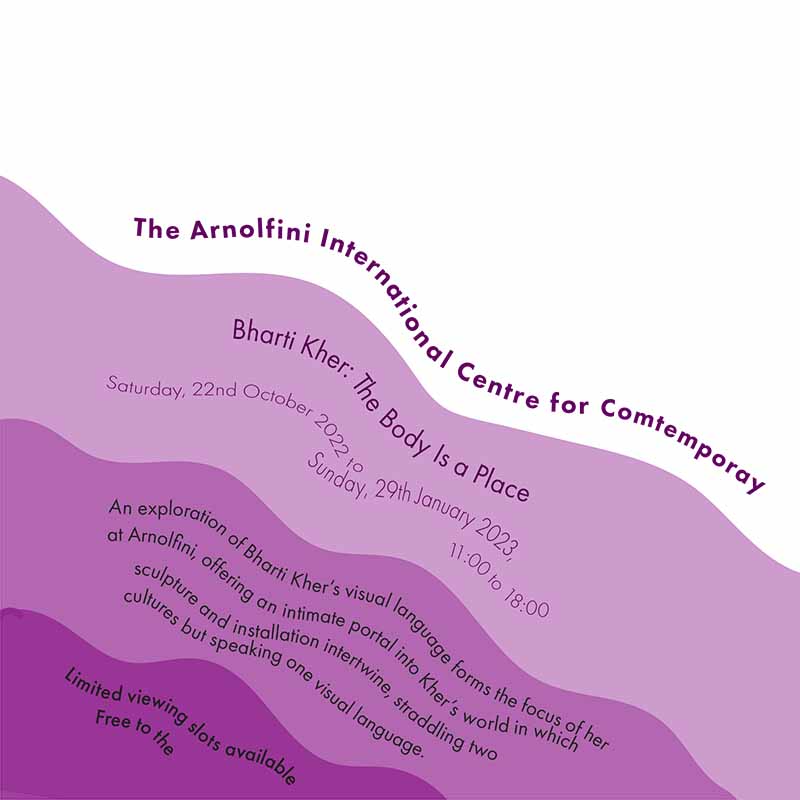 The Arnolfini International Centre for Comtemporay
Bharti Kher: The Body Is a Place
Saturday, 22nd October 2022 to
Sunday, 29th January 2023,
11:00 to 18:00
An exploration of Bharti Kher's visual language forms the focus of her
at Arnolfini, offering an intimate portal into Kher's world in which
sculpture and installation intertwine, straddling two
cultures but speaking one visual language.
Limited viewing slots available
Free to the